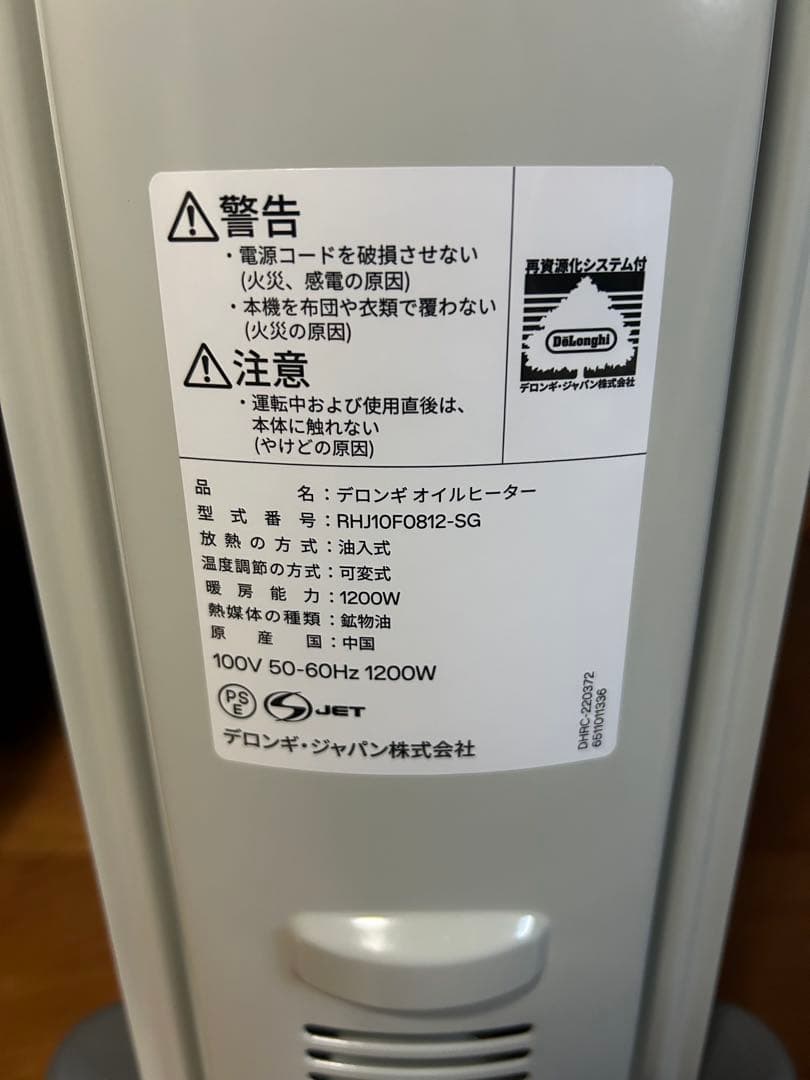 ⚠警告
・電源コードを破損させない
(火災、感電の原因)
・本機を布団や衣類で覆わない
(火災の原因)
⚠注意
・運転中および使用直後は、
本体に触れない
(やけどの原因)
再資源化システム付
DeLonghi
デロンギ・ジャパン株式会社
品名：デロンギ オイルヒーター
型式番号：RHJ10F0812-SG
放熱の方式：油入式
温度調節の方式：可変式
暖房能力：1200W
熱媒体の種類：鉱物油
原産国：中国
100V 50-60Hz 1200W
PSE JET
デロンギ・ジャパン株式会社
DHRC-220372
6511011336